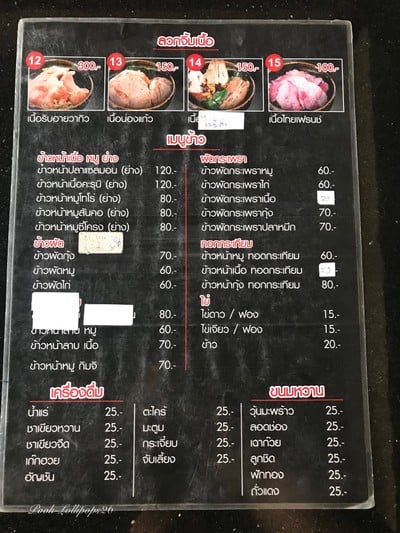 ลวกจิ้มเนื้อ
12 300.-
13 150.-
14 150.-
15 100.-
เนื้อริบอายวากิว
เนื้อน่องแก้ว
เนื้อ
เนื้อไทยเฟรนช์
เมนูข้าว
ข้าวหน้าเนื้อ หมู ย่าง
ข้าวหน้าปลาแซลมอน (ย่าง) 120.-
ข้าวหน้าเนื้อคะรุบิ (ย่าง) 120.-
ข้าวหน้าหมูโทโร่ (ย่าง) 80.-
ข้าวหน้าหมูสันคอ (ย่าง) 80.-
ข้าวหน้าหมูซี่โครง (ย่าง) 80.-
ข้าวผัด
ข้าวผัดกุ้ง 70.-
ข้าวผัดหมู 60.-
ข้าวผัดไก่ 60.-
80.-
ข้าวหน้าลาบ หมู 60.-
ข้าวหน้าลาบ เนื้อ 70.-
ข้าวหน้าหมู กิมจิ 70.-
ผัดกระเพรา
ข้าวผัดกระเพราหมู 60.-
ข้าวผัดกระเพราไก่ 60.-
ข้าวผัดกระเพราเนื้อ
ข้าวผัดกระเพรากุ้ง 70.-
ข้าวผัดกระเพราปลาหมึก 70.-
ทอดกระเทียม
ข้าวหน้าหมู ทอดกระเทียม 60.-
ข้าวหน้าเนื้อ ทอดกระเทียม
ข้าวหน้ากุ้ง ทอดกระเทียม 80.-
ไข่
ไข่ดาว / ฟอง 15.-
ไข่เจียว / ฟอง 15.-
ข้าว 20.-
เครื่องดื่ม
น้ำแร่ 25.-
ชาเขียวหวาน 25.-
ชาเขียวจืด 25.-
เก๊กฮวย 25.-
อัญชัน 25.-
ตะไคร้ 25.-
มะตูม 25.-
กระเจี๊ยบ 25.-
จับเลี้ยง 25.-
ขนมหวาน
วุ้นมะพร้าว 25.-
ลอดช่อง 25.-
เฉาก๊วย 25.-
ลูกชิด 25.-
ฟักทอง 25.-
ถั่วแดง 25.-
Pook_Lollipops26